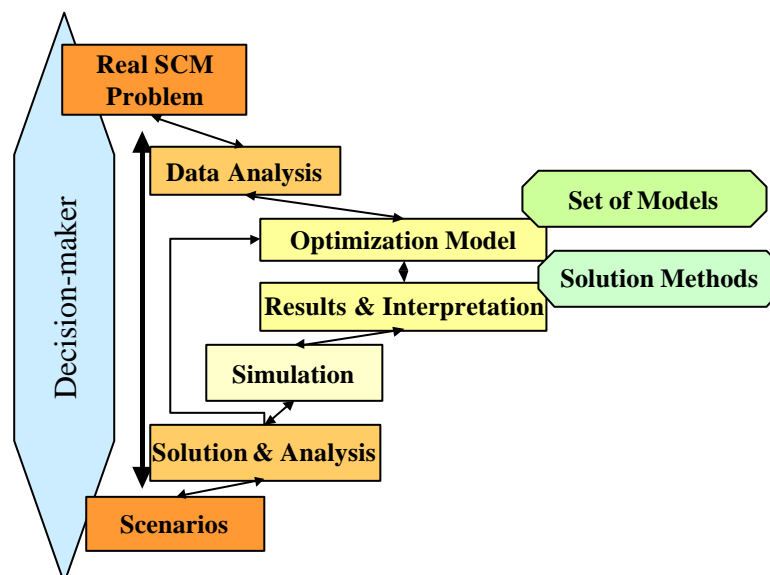 Real SCM
Problem
Data Analysis
Set of Models
Optimization Model
Solution Methods
Results & Interpretation
Decision-maker
Simulation
Solution & Analysis
Scenarios